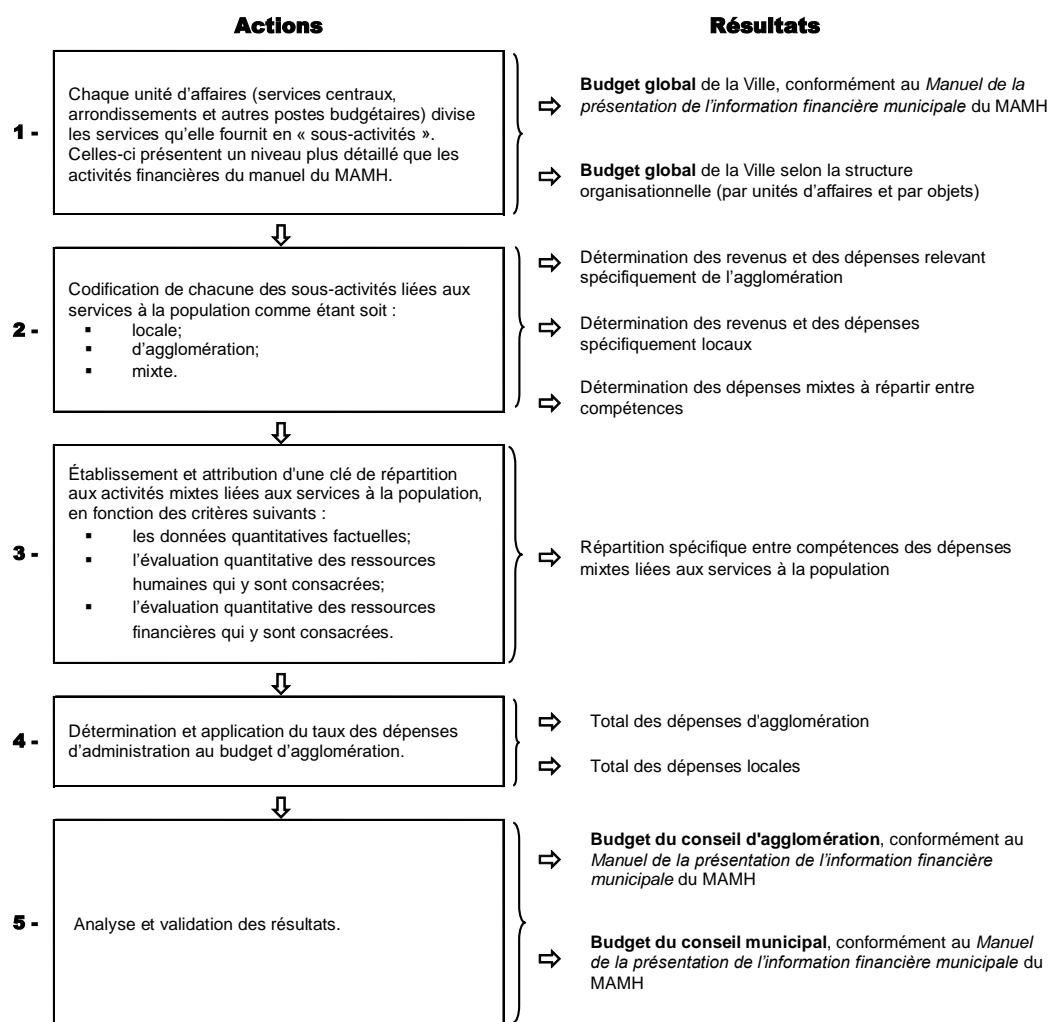 Actions
Résultats
1 -
Chaque unité d'affaires (services centraux,
arrondissements et autres postes budgétaires) divise
les services qu'elle fournit en « sous-activités ».
Celles-ci présentent un niveau plus détaillé que les
activités financières du manuel du MAMH.
Budget global de la Ville, conformément au Manuel de la
présentation de l'information financière municipale du MAMH
Budget global de la Ville selon la structure
organisationnelle (par unités d'affaires et par objets)
2 -
Codification de chacune des sous-activités liées aux
services à la population comme étant soit :
▪ locale;
▪ d'agglomération;
▪ mixte.
Détermination des revenus et des dépenses relevant
spécifiquement de l'agglomération
Détermination des revenus et des dépenses
spécifiquement locaux
Détermination des dépenses mixtes à répartir entre
compétences
3 -
Établissement et attribution d'une clé de répartition
aux activités mixtes liées aux services à la population,
en fonction des critères suivants :
▪ les données quantitatives factuelles;
▪ l'évaluation quantitative des ressources
humaines qui y sont consacrées;
▪ l'évaluation quantitative des ressources
financières qui y sont consacrées.
Répartition spécifique entre compétences des dépenses
mixtes liées aux services à la population
4 -
Détermination et application du taux des dépenses
d'administration au budget d'agglomération.
Total des dépenses d'agglomération
Total des dépenses locales
5 -
Analyse et validation des résultats.
Budget du conseil d'agglomération, conformément au
Manuel de la présentation de l'information financière
municipale du MAMH
Budget du conseil municipal, conformément au Manuel
de la présentation de l'information financière municipale du
MAMH